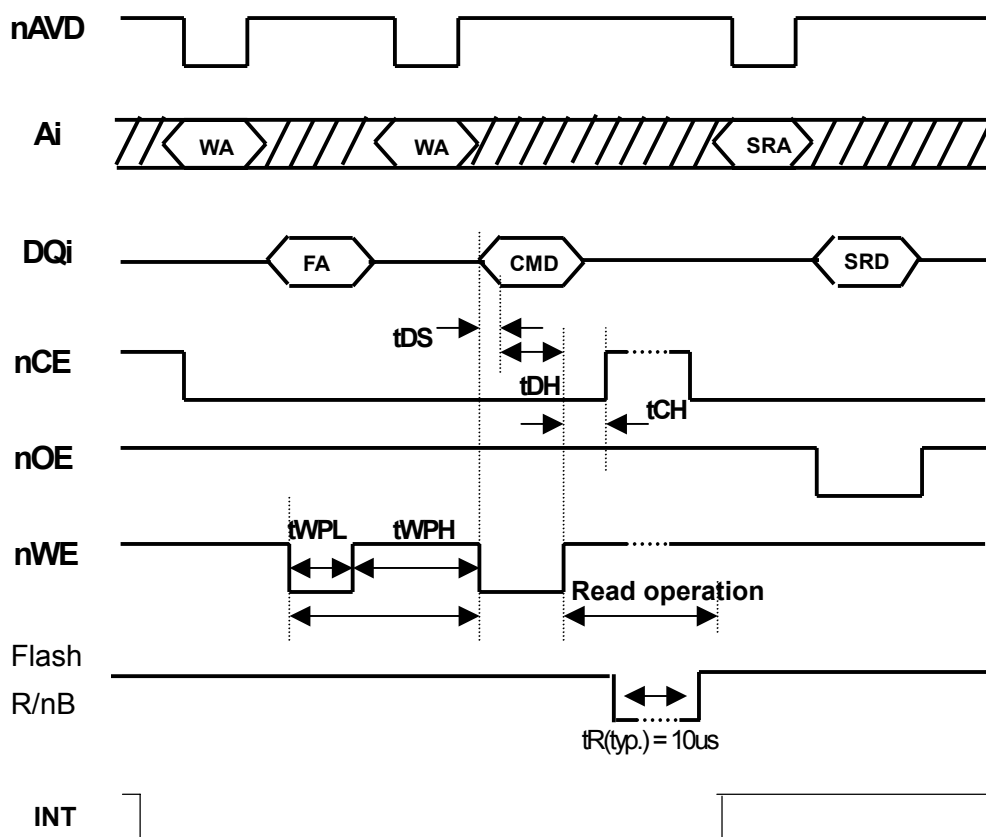 nAVD
Ai
WA WA SRA
DQi
FA CMD SRD
tDS
nCE
tDH
tCH
nOE
tWPL tWPH
nWE
Read operation
Flash
R/nB
tR(typ.) = 10us
INT